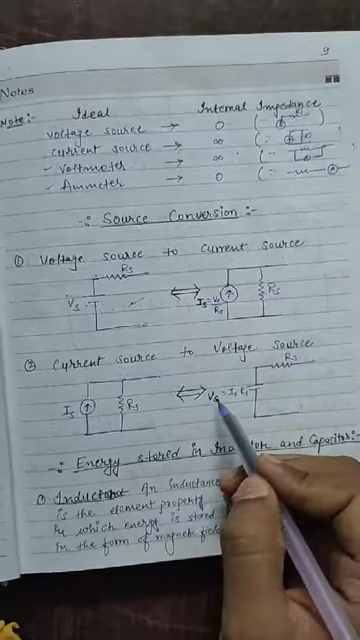 9
Notes
Note:- Ideal Internal Impedance
voltage source → 0 (∵
current source → ∞ (∵ Rs
✓ Voltmeter → ∞ (∵
✓ Ammeter → 0 (∵ A
-: Source Conversion :-
① Voltage source to Current source
Rs
Vs Is = Vs/Rs Rs
② Current source to Voltage source
Rs
Is Rs Vs = Is Rs
-: Energy stored in and Capacitor :-
① Inductor An Inductance
is the element property
in which energy is stored
In the form of magnetic field